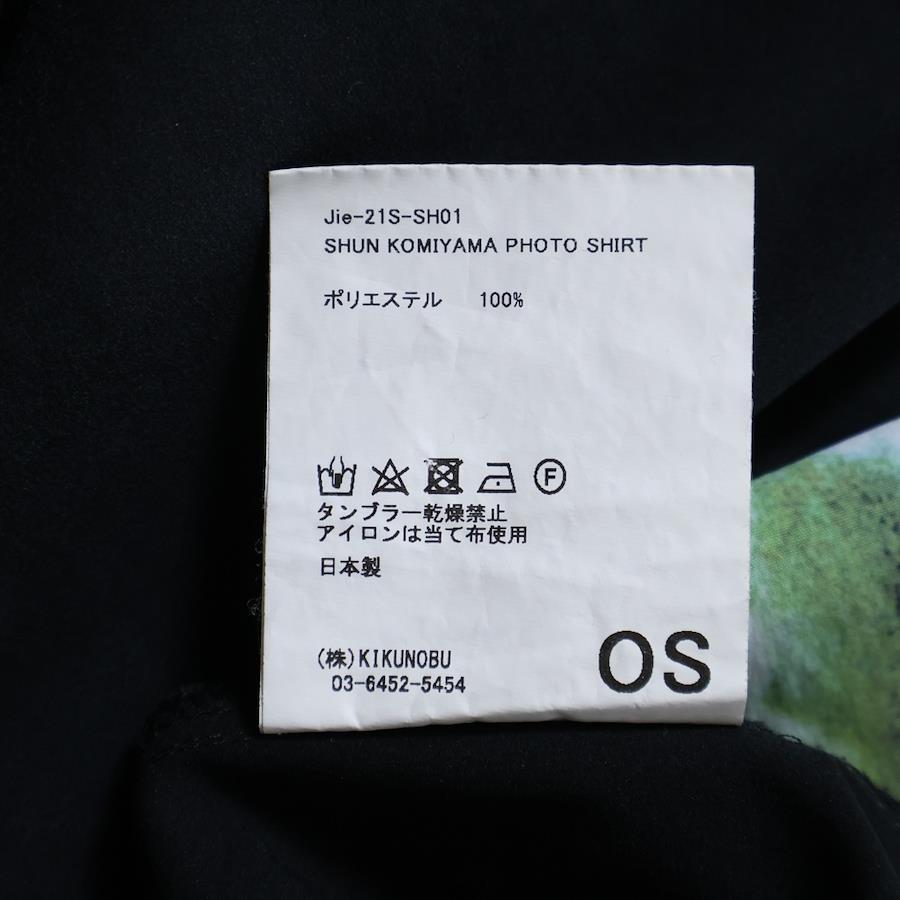 Jie-21S-SH01
SHUN KOMIYAMA PHOTO SHIRT
ポリエステル 100%
F
タンブラー乾燥禁止
アイロンは当て布使用
日本製
(株)KIKUNOBU
03-6452-5454
OS